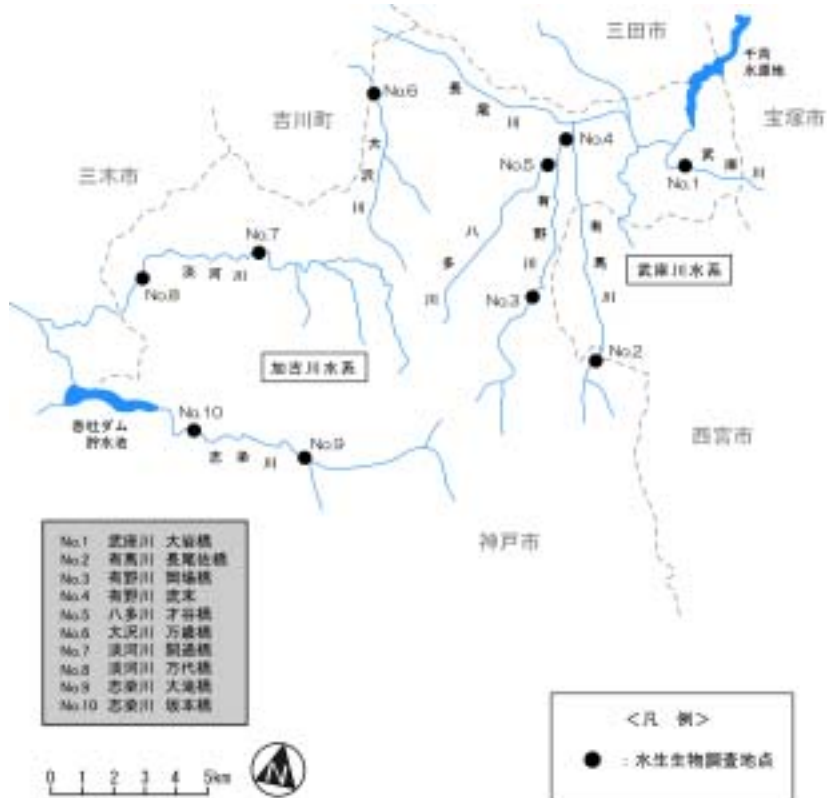 三田市
千苅
水源地
宝塚市
吉川町
三木市
No.6
大沢川
長尾川
No.4
No.5
No.1
武庫川
有野川
有馬川
八多川
武庫川水系
No.7
淡河川
No.8
No.3
No.2
加古川水系
呑吐ダム
貯水池
No.10
志染川
No.9
西宮市
神戸市
No.1 武庫川 大岩橋
No.2 有馬川 長尾佐橋
No.3 有野川 岡場橋
No.4 有野川 流末
No.5 八多川 才谷橋
No.6 大沢川 万歳橋
No.7 淡河川 開通橋
No.8 淡河川 万代橋
No.9 志染川 大滝橋
No.10 志染川 坂本橋
0 1 2 3 4 5km
＜凡 例＞
● ：水生生物調査地点